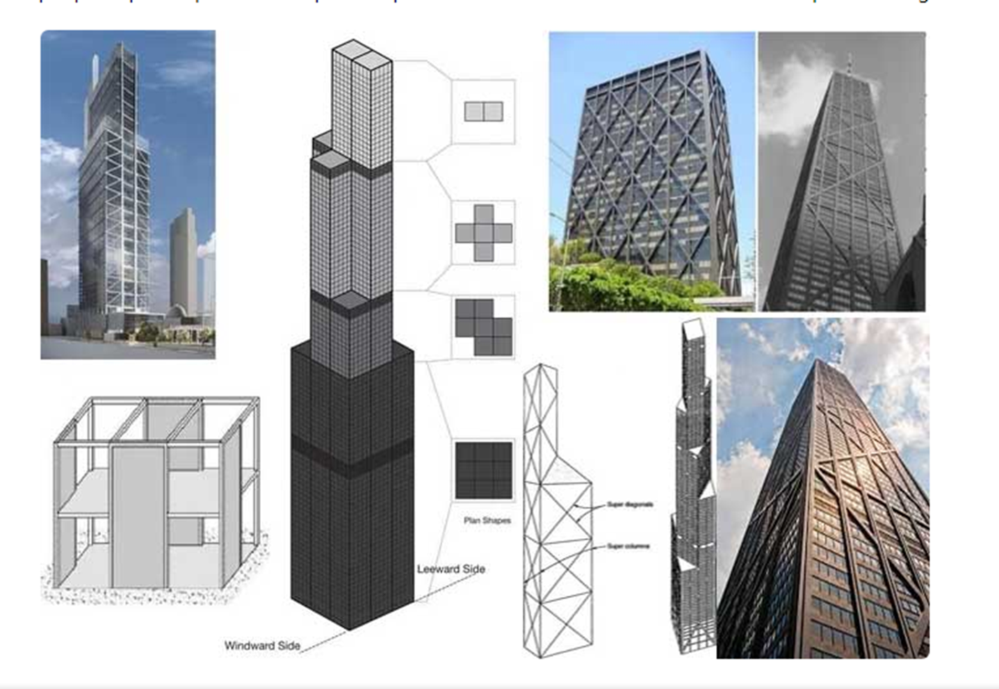 Plan Shapes
Super diagonals
Super columns
Leeward Side
Windward Side